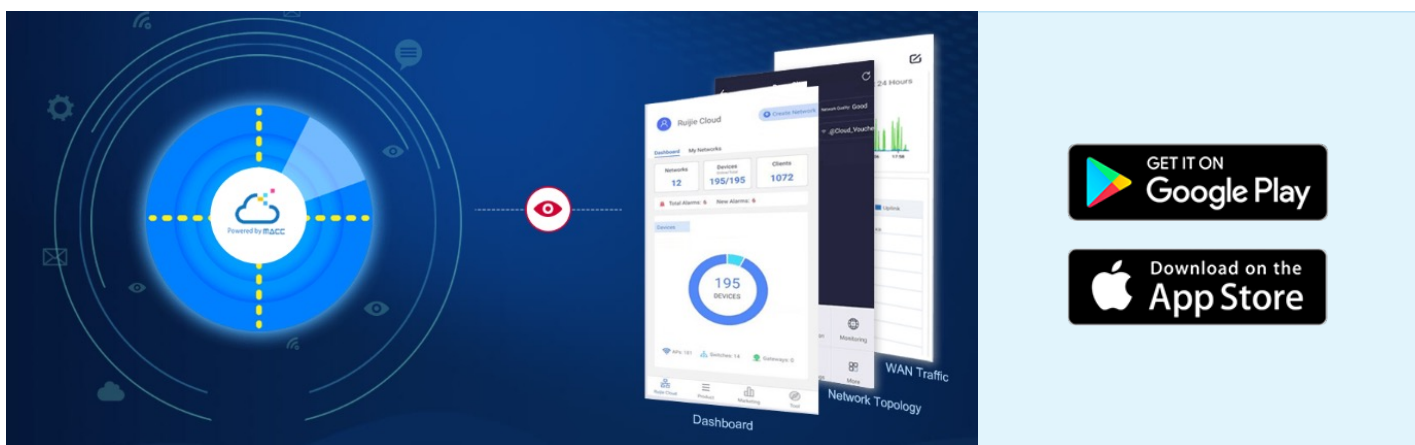 Powered by MACC
Ruijie Cloud
Create Network
Dashboard My Networks
Networks
12
Devices
195/195
Clients
1072
Total Alarms: 6 New Alarms: 6
Devices
195
DEVICES
APs: 181 Switches: 14 Gateways: 0
Ruijie Cloud Product Marketing Tool
Dashboard
Good
@Cloud_Vouche
Monitoring
More
Network Topology
24 Hours
17:58
Uplink
WAN Traffic
GET IT ON
Google Play
Download on the
App Store